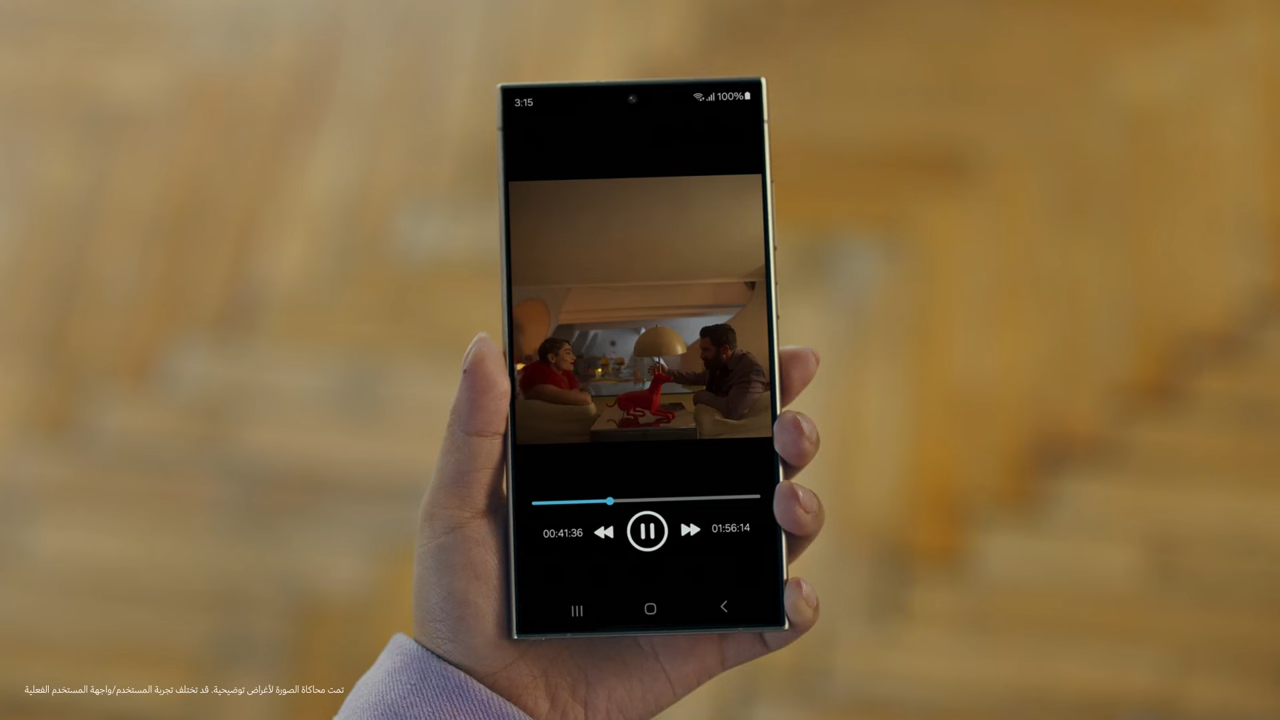 3:15
100%
00:41:36
01:56:14
تمت محاكاة الصورة لأغراض توضيحية. قد تختلف تجربة المستخدم/واجهة المستخدم الفعلية